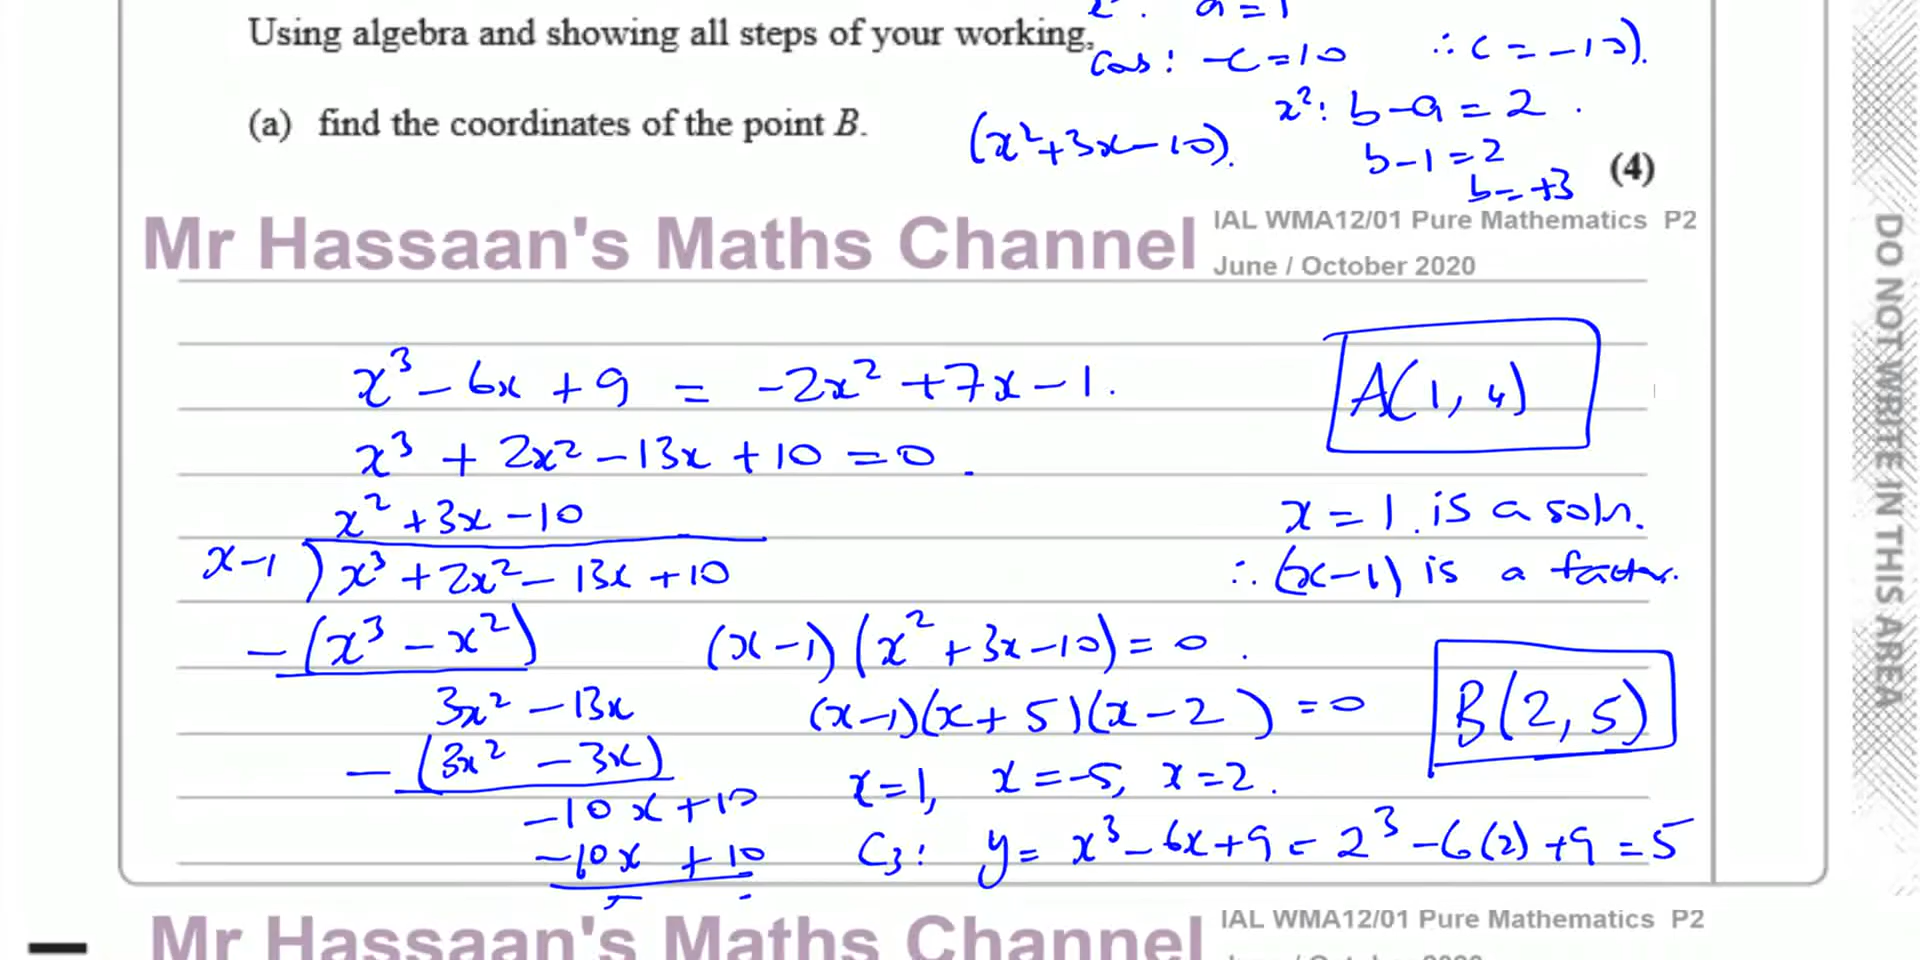 x²: a = 1
Using algebra and showing all steps of your working,
Cons: -c = 10 ∴ c = -10).
(a) find the coordinates of the point B.
(x²+3x-10).
x²: b-a = 2.
b-1 = 2
b = +3
(4)
Mr Hassaan's Maths Channel
IAL WMA12/01 Pure Mathematics P2
June / October 2020
x³ - 6x + 9 = -2x² + 7x - 1.
A(1, 4)
x³ + 2x² - 13x + 10 = 0.
x² + 3x - 10
x = 1 is a soln.
x-1 ) x³ + 2x² - 13x + 10
∴ (x-1) is a factor.
- (x³ - x²)
(x-1)(x² + 3x - 10) = 0.
3x² - 13x
(x-1)(x+5)(x-2) = 0
B(2, 5)
- (3x² - 3x)
x=1, x=-5, x=2.
-10x + 10
-10x + 10
C₃: y = x³ - 6x + 9 = 2³ - 6(2) + 9 = 5
DO NOT WRITE IN THIS AREA
Mr Hassaan's Maths Channel
IAL WMA12/01 Pure Mathematics P2